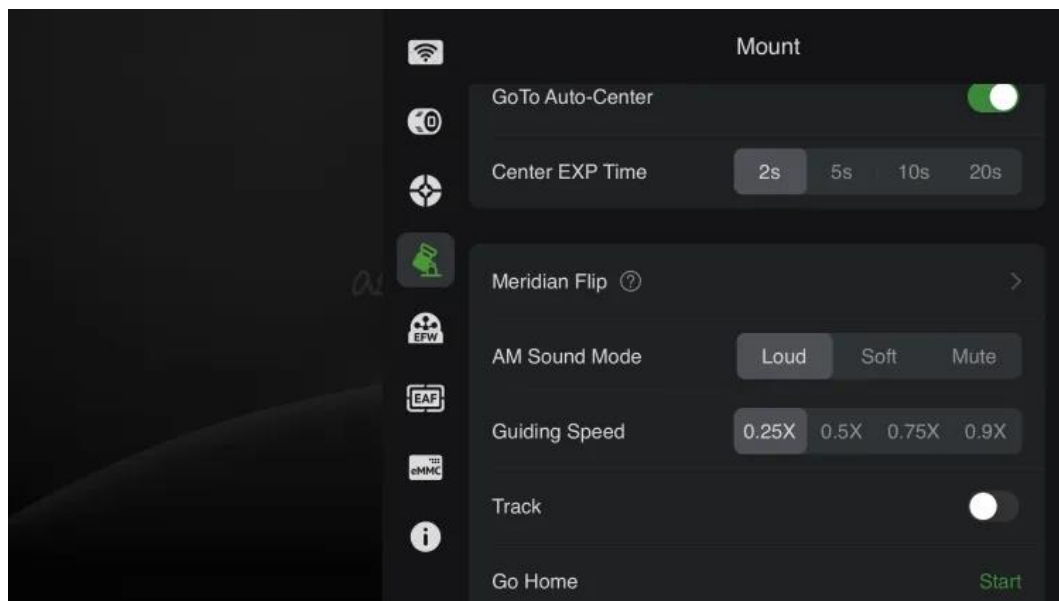 Mount
GoTo Auto-Center
Center EXP Time 2s 5s 10s 20s
Meridian Flip ?
AM Sound Mode Loud Soft Mute
EFW
EAF
Guiding Speed 0.25X 0.5X 0.75X 0.9X
eMMC
Track
Go Home Start